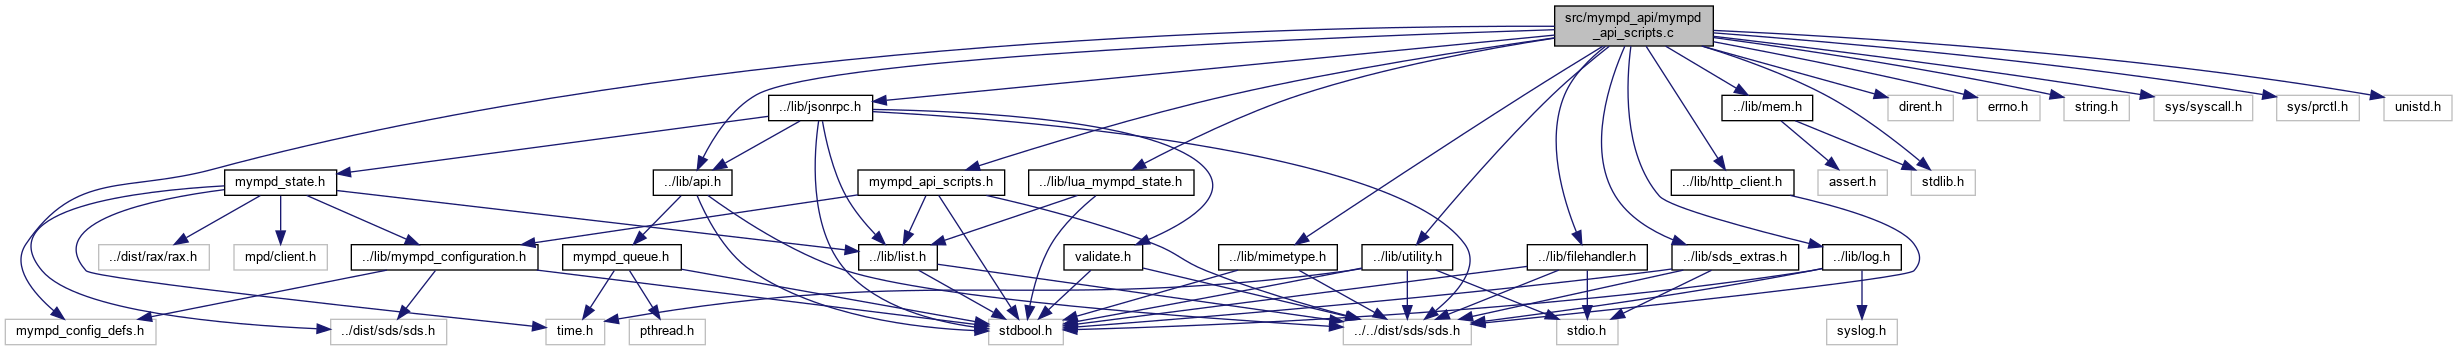 src/mympd_api/mympd
_api_scripts.c
../lib/jsonrpc.h
../lib/mem.h
dirent.h
errno.h
string.h
sys/syscall.h
sys/prctl.h
unistd.h
mympd_state.h
../lib/api.h
mympd_api_scripts.h
../lib/lua_mympd_state.h
../lib/http_client.h
assert.h
stdlib.h
../dist/rax/rax.h
mpd/client.h
../lib/mympd_configuration.h
mympd_queue.h
../lib/list.h
validate.h
../lib/mimetype.h
../lib/utility.h
../lib/filehandler.h
../lib/sds_extras.h
../lib/log.h
mympd_config_defs.h
../dist/sds/sds.h
time.h
pthread.h
stdbool.h
../../dist/sds/sds.h
stdio.h
syslog.h